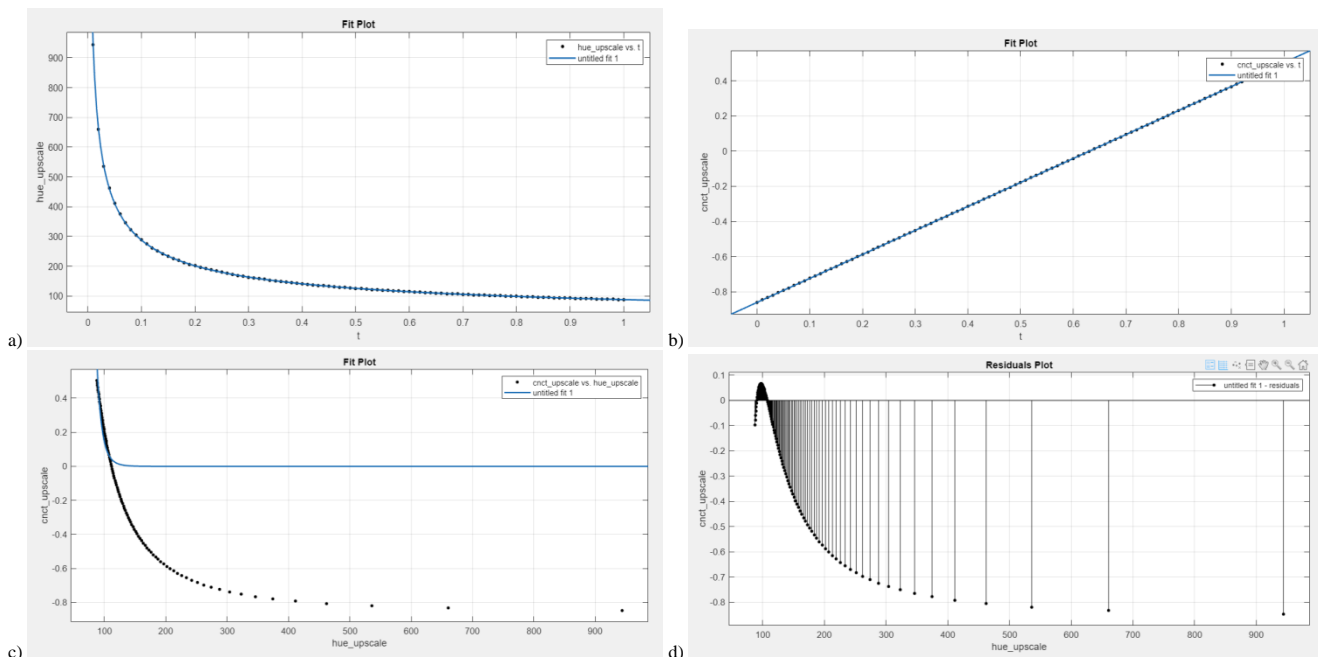 Fit Plot
hue_upscale vs. t
untitled fit 1
hue_upscale
900
800
700
600
500
400
300
200
100
0 0.1 0.2 0.3 0.4 0.5 0.6 0.7 0.8 0.9 1
t
a)
Fit Plot
cnct_upscale vs. t
untitled fit 1
cnct_upscale
0.4
0.2
0
-0.2
-0.4
-0.6
-0.8
0 0.1 0.2 0.3 0.4 0.5 0.6 0.7 0.8 0.9 1
t
b)
Fit Plot
cnct_upscale vs. hue_upscale
untitled fit 1
cnct_upscale
0.4
0.2
0
-0.2
-0.4
-0.6
-0.8
100 200 300 400 500 600 700 800 900
hue_upscale
c)
Residuals Plot
untitled fit 1 - residuals
cnct_upscale
0.1
0
-0.1
-0.2
-0.3
-0.4
-0.5
-0.6
-0.7
-0.8
100 200 300 400 500 600 700 800 900
hue_upscale
d)